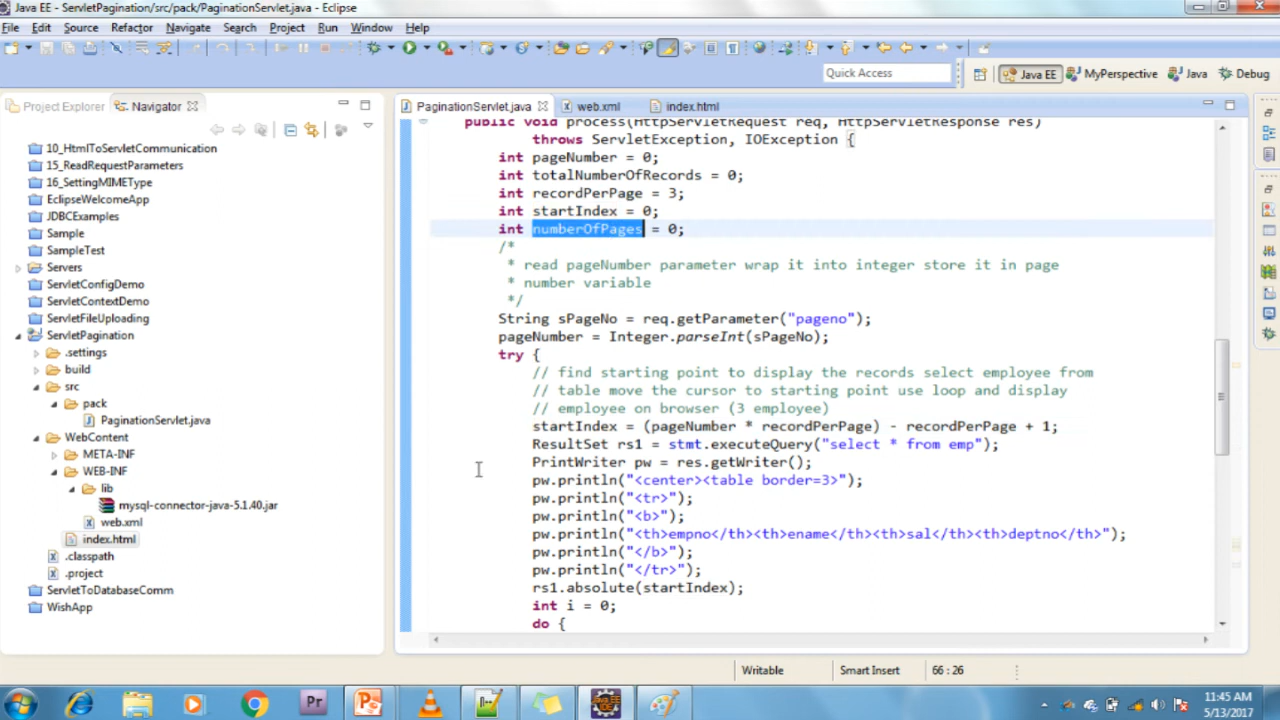 Java EE - ServletPagination/src/pack/PaginationServlet.java - Eclipse
File Edit Source Refactor Navigate Search Project Run Window Help
Quick Access
Java EE MyPerspective Java Debug
Project Explorer Navigator
10_HtmlToServletCommunication
15_ReadRequestParameters
16_SettingMIMEType
EclipseWelcomeApp
JDBCExamples
Sample
SampleTest
Servers
ServletConfigDemo
ServletContextDemo
ServletFileUploading
ServletPagination
.settings
build
src
pack
PaginationServlet.java
WebContent
META-INF
WEB-INF
lib
mysql-connector-java-5.1.40.jar
web.xml
index.html
.classpath
.project
ServletToDatabaseComm
WishApp
PaginationServlet.java web.xml index.html
public void process(HttpServletRequest req, HttpServletResponse res)
throws ServletException, IOException {
int pageNumber = 0;
int totalNumberOfRecords = 0;
int recordPerPage = 3;
int startIndex = 0;
int numberOfPages = 0;
/*
* read pageNumber parameter wrap it into integer store it in page
* number variable
*/
String sPageNo = req.getParameter("pageno");
pageNumber = Integer.parseInt(sPageNo);
try {
// find starting point to display the records select employee from
// table move the cursor to starting point use loop and display
// employee on browser (3 employee)
startIndex = (pageNumber * recordPerPage) - recordPerPage + 1;
ResultSet rs1 = stmt.executeQuery("select * from emp");
PrintWriter pw = res.getWriter();
pw.println("<center><table border=3>");
pw.println("<tr>");
pw.println("<b>");
pw.println("<th>empno</th><th>ename</th><th>sal</th><th>deptno</th>");
pw.println("</b>");
pw.println("</tr>");
rs1.absolute(startIndex);
int i = 0;
do {
Writable Smart Insert 66 : 26
Pr
11:45 AM
5/13/2017